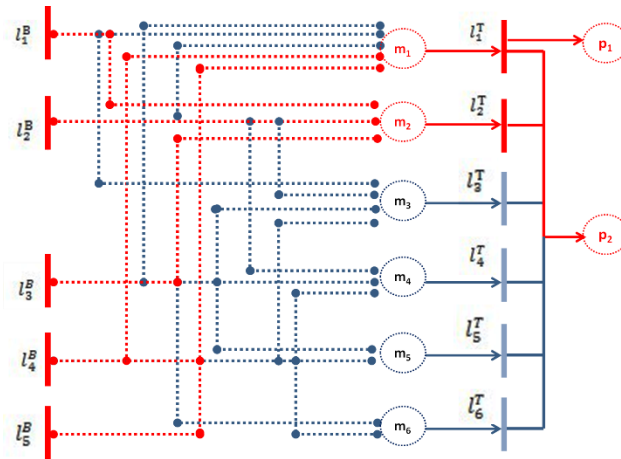 l₁ᴮ
m₁
l₁ᵀ
p₁
l₂ᴮ
m₂
l₂ᵀ
m₃
l₃ᵀ
p₂
l₃ᴮ
m₄
l₄ᵀ
l₄ᴮ
m₅
l₅ᵀ
l₅ᴮ
m₆
l₆ᵀ